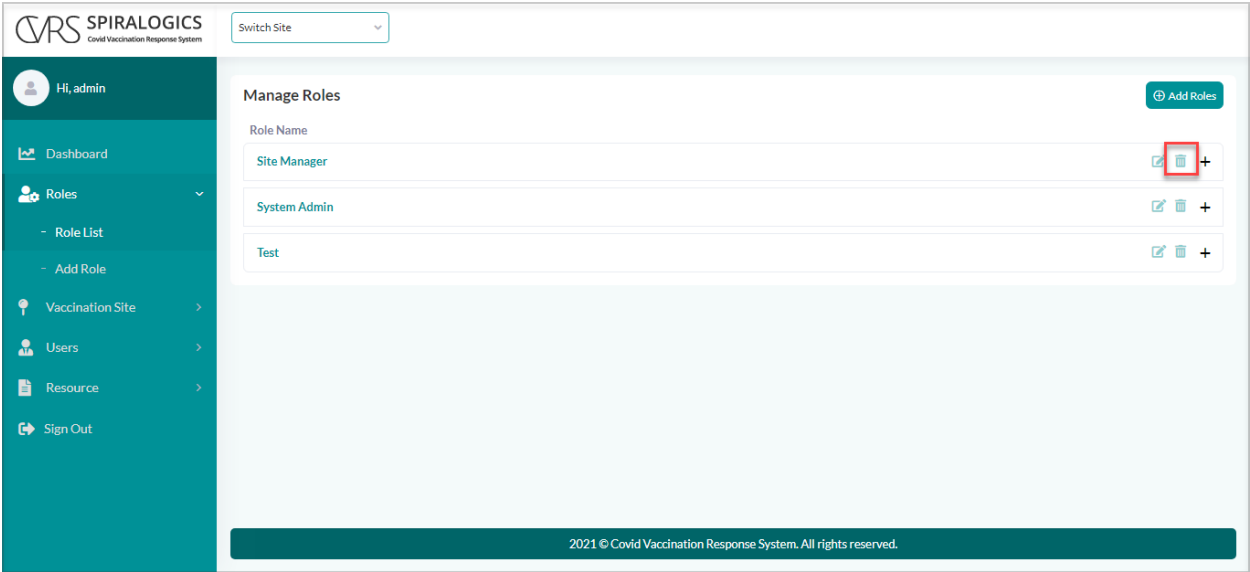 CVRS SPIRALOGICS
Covid Vaccination Response System
Switch Site
Hi, admin
Dashboard
Roles
- Role List
- Add Role
Vaccination Site
Users
Resource
Sign Out
Manage Roles
Add Roles
Role Name
Site Manager
System Admin
Test
2021 © Covid Vaccination Response System. All rights reserved.